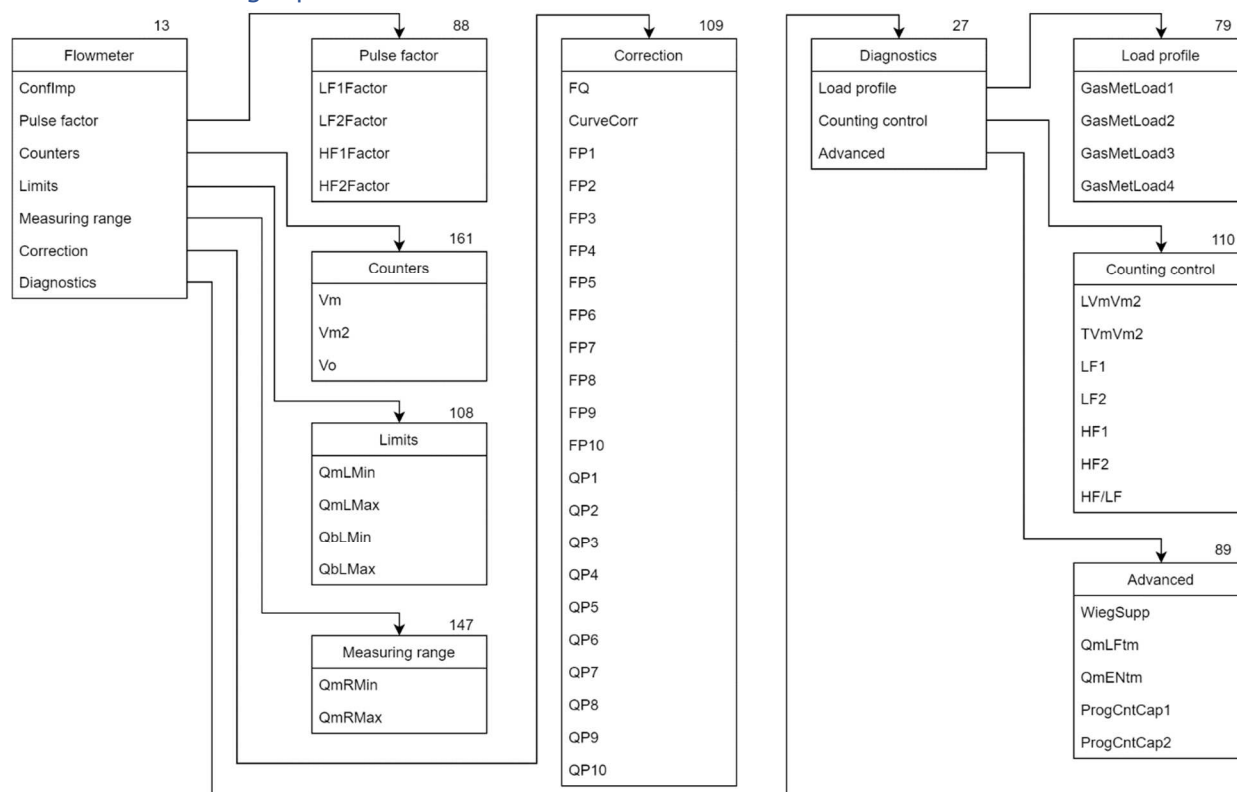 13
Flowmeter
ConfImp
Pulse factor
Counters
Limits
Measuring range
Correction
Diagnostics
88
Pulse factor
LF1Factor
LF2Factor
HF1Factor
HF2Factor
161
Counters
Vm
Vm2
Vo
108
Limits
QmLMin
QmLMax
QbLMin
QbLMax
147
Measuring range
QmRMin
QmRMax
109
Correction
FQ
CurveCorr
FP1
FP2
FP3
FP4
FP5
FP6
FP7
FP8
FP9
FP10
QP1
QP2
QP3
QP4
QP5
QP6
QP7
QP8
QP9
QP10
27
Diagnostics
Load profile
Counting control
Advanced
79
Load profile
GasMetLoad1
GasMetLoad2
GasMetLoad3
GasMetLoad4
110
Counting control
LVmVm2
TVmVm2
LF1
LF2
HF1
HF2
HF/LF
89
Advanced
WiegSupp
QmLFtm
QmENtm
ProgCntCap1
ProgCntCap2